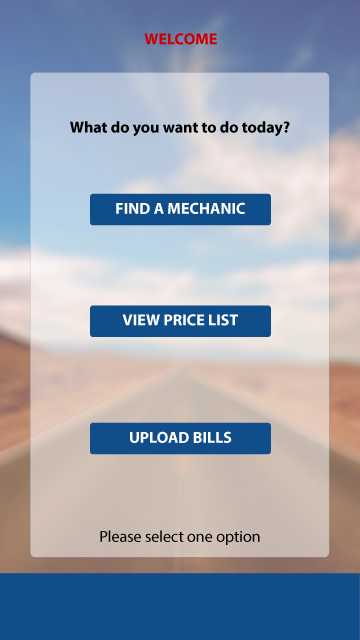 WELCOME
What do you want to do today?
FIND A MECHANIC
VIEW PRICE LIST
UPLOAD BILLS
Please select one option